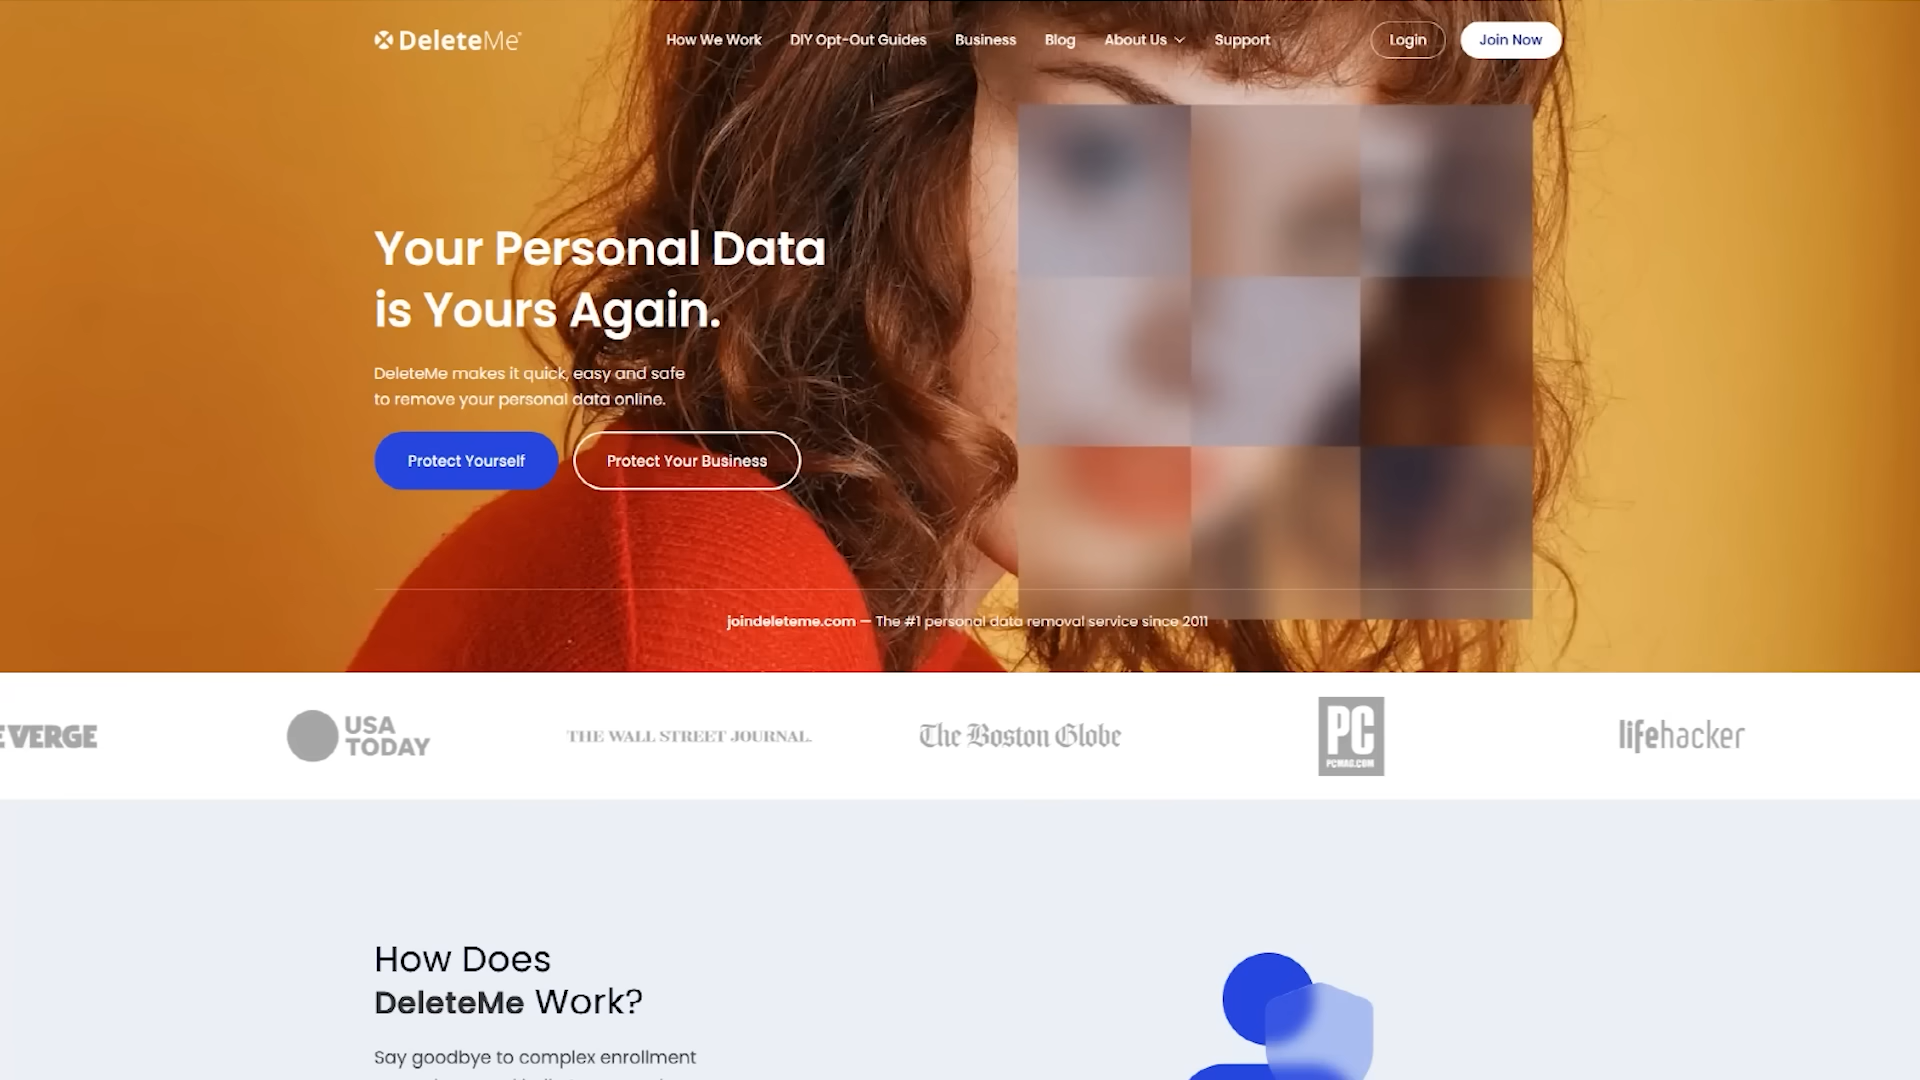 DeleteMe
How We Work
DIY Opt-Out Guides
Business
Blog
About Us
Support
Login
Join Now
Your Personal Data
is Yours Again.
DeleteMe makes it quick, easy and safe
to remove your personal data online.
Protect Yourself
Protect Your Business
joindeleteme.com — The #1 personal data removal service since 2011
E VERGE
USA
TODAY
THE WALL STREET JOURNAL.
The Boston Globe
PC
PCMAG.COM
lifehacker
How Does
DeleteMe Work?
Say goodbye to complex enrollment